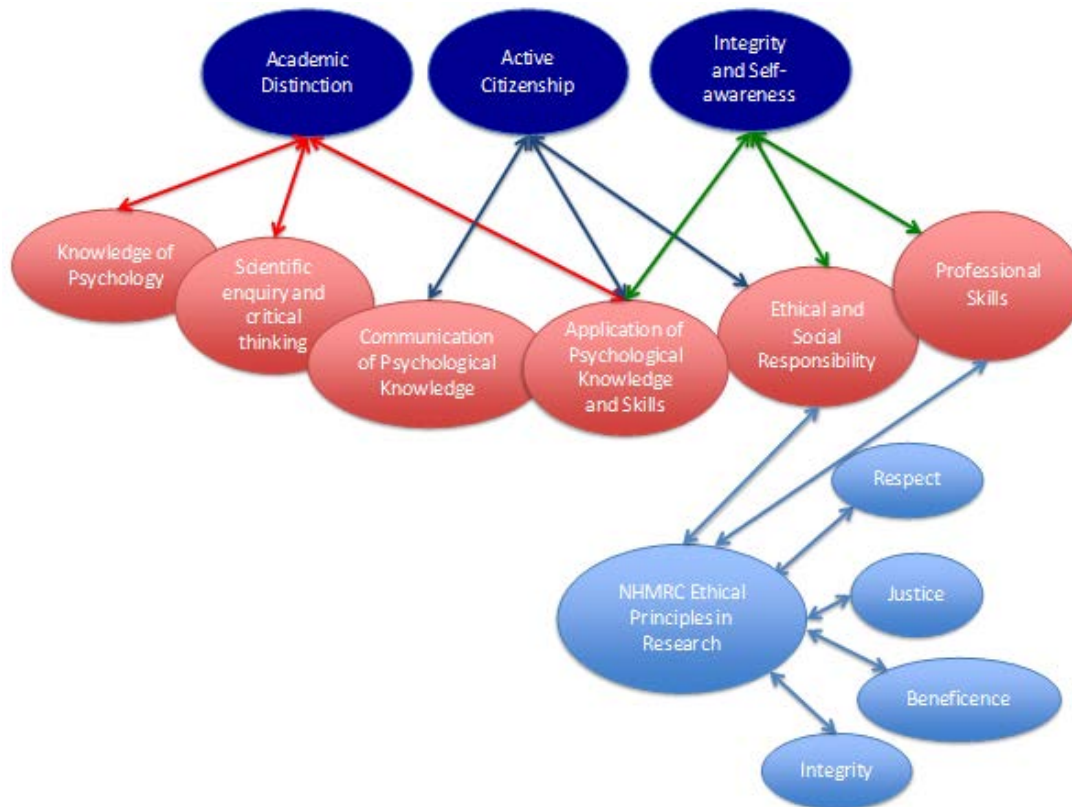 Academic
Distinction
Active
Citizenship
Integrity
and Self-
awareness
Knowledge of
Psychology
Scientific
enquiry and
critical
thinking
Communication
of Psychological
Knowledge
Application of
Psychological
Knowledge
and Skills
Ethical and
Social
Responsibility
Professional
Skills
Respect
NHMRC Ethical
Principles in
Research
Justice
Beneficence
Integrity